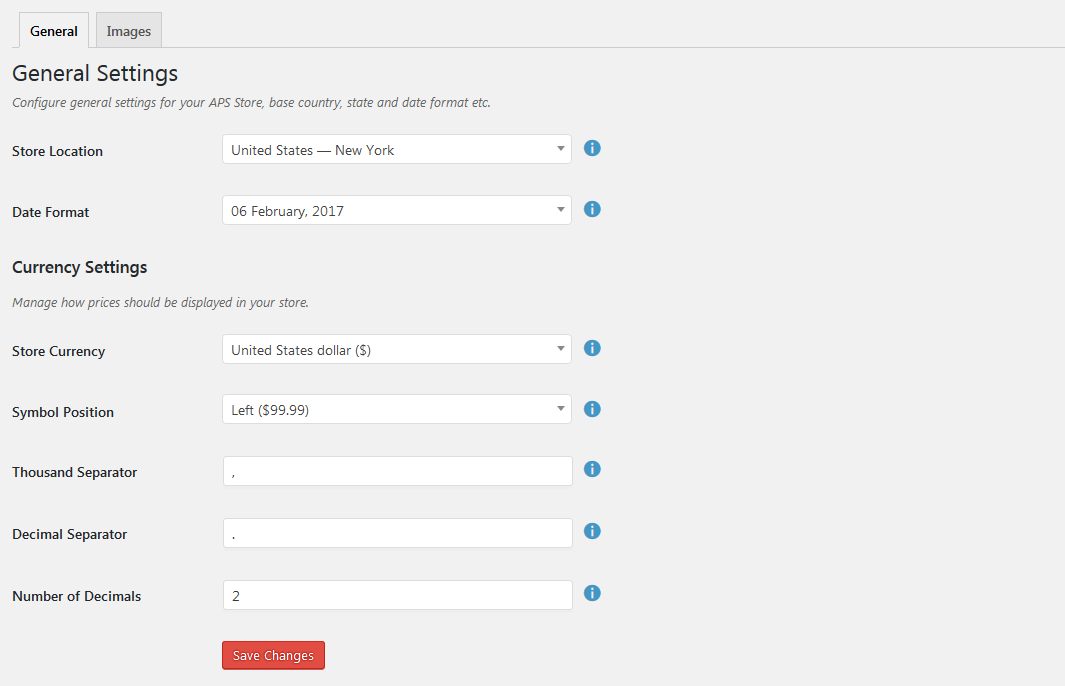 General
Images
General Settings
Configure general settings for your APS Store, base country, state and date format etc.
Store Location
United States — New York
Date Format
06 February, 2017
Currency Settings
Manage how prices should be displayed in your store.
Store Currency
United States dollar ($)
Symbol Position
Left ($99.99)
Thousand Separator
,
Decimal Separator
.
Number of Decimals
2
Save Changes